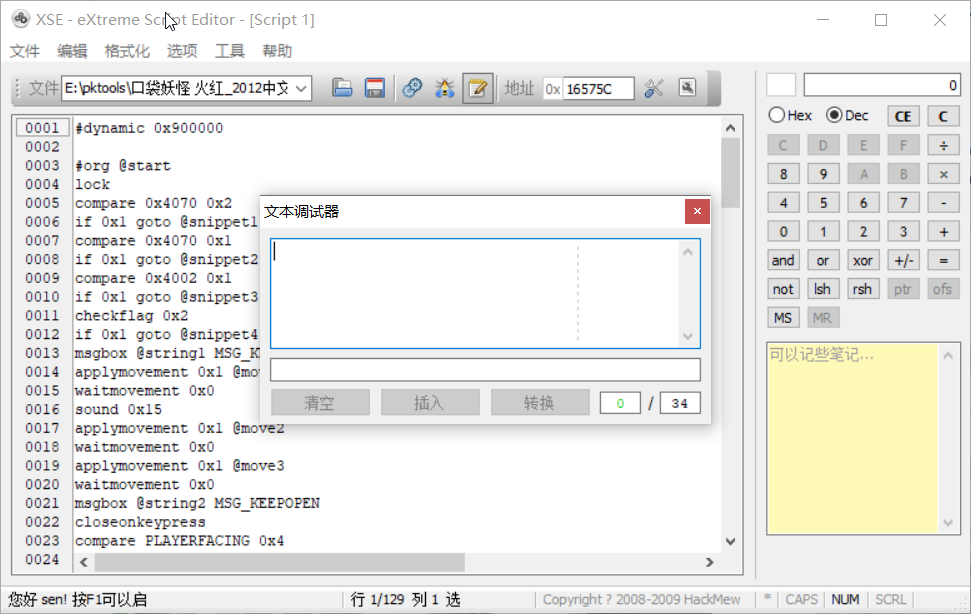 XSE - eXtreme Script Editor - [Script 1]
文件 编辑 格式化 选项 工具 帮助
文件 E:\pktools\口袋妖怪 火红_2012中文 地址 0x 16575C
0
Hex Dec CE C
C D E F ÷
8 9 A B ×
4 5 6 7 -
0 1 2 3 +
and or xor +/- =
not lsh rsh ptr ofs
MS MR
可以记些笔记...
0001 #dynamic 0x900000
0002
0003 #org @start
0004 lock
0005 compare 0x4070 0x2
0006 if 0x1 goto @snippet1
0007 compare 0x4070 0x1
0008 if 0x1 goto @snippet2
0009 compare 0x4002 0x1
0010 if 0x1 goto @snippet3
0011 checkflag 0x2
0012 if 0x1 goto @snippet4
0013 msgbox @string1 MSG_K
0014 applymovement 0x1 @mov
0015 waitmovement 0x0
0016 sound 0x15
0017 applymovement 0x1 @move2
0018 waitmovement 0x0
0019 applymovement 0x1 @move3
0020 waitmovement 0x0
0021 msgbox @string2 MSG_KEEPOPEN
0022 closeonkeypress
0023 compare PLAYERFACING 0x4
0024
文本调试器
清空 插入 转换 0 / 34
您好 sen! 按F1可以启 行 1/129 列 1 选 Copyright ? 2008-2009 HackMew * CAPS NUM SCRL